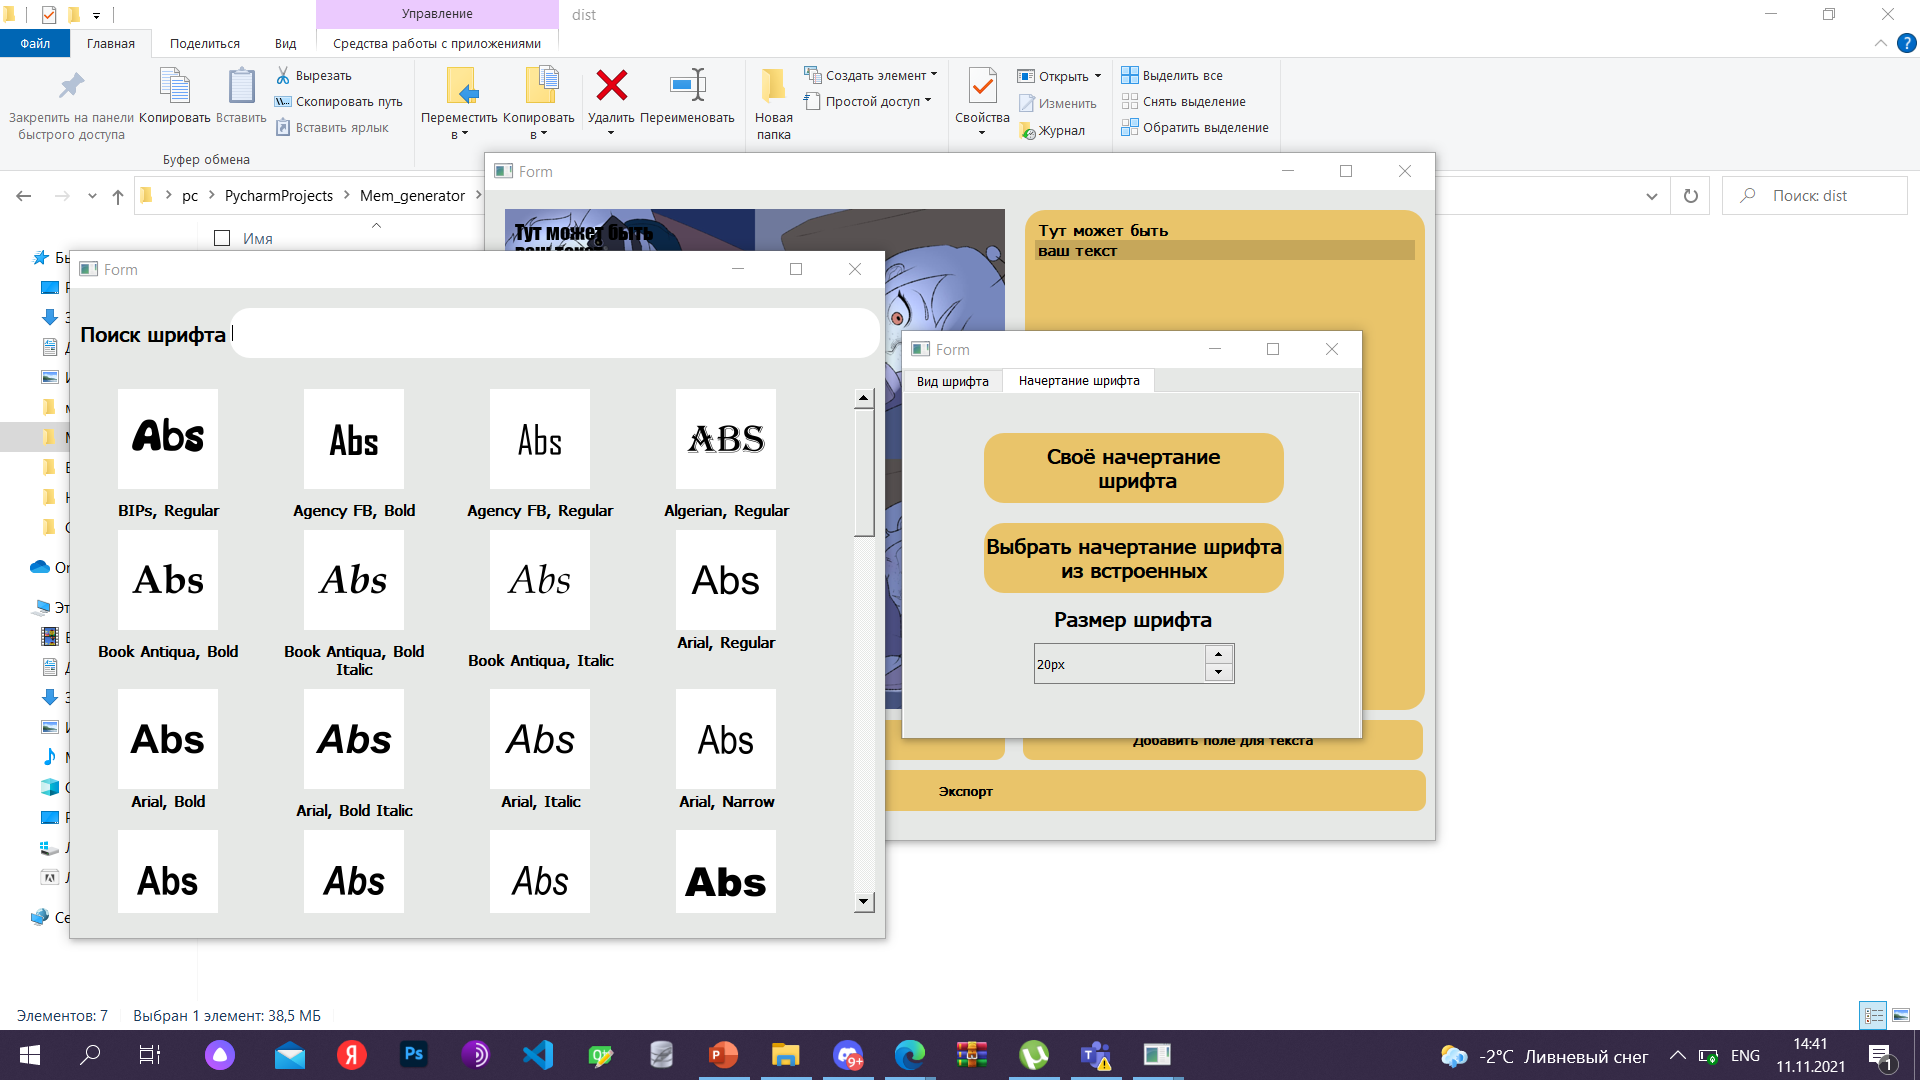 Управление
dist
Файл
Главная
Поделиться
Вид
Средства работы с приложениями
Закрепить на панели
быстрого доступа
Копировать
Вставить
Вырезать
Скопировать путь
Вставить ярлык
Буфер обмена
Переместить
в
Копировать
в
Удалить
Переименовать
Новая
папка
Создать элемент
Простой доступ
Свойства
Открыть
Изменить
Журнал
Выделить все
Снять выделение
Обратить выделение
pc
PycharmProjects
Mem_generator
Поиск: dist
Имя
Form
Тут может быть
Тут может быть
ваш текст
Добавить поле для текста
Экспорт
Form
Поиск шрифта
Abs
Abs
Abs
ABS
BIPs, Regular
Agency FB, Bold
Agency FB, Regular
Algerian, Regular
Abs
Abs
Abs
Abs
Book Antiqua, Bold
Book Antiqua, Bold
Italic
Book Antiqua, Italic
Arial, Regular
Abs
Abs
Abs
Abs
Arial, Bold
Arial, Bold Italic
Arial, Italic
Arial, Narrow
Abs
Abs
Abs
Abs
Form
Вид шрифта
Начертание шрифта
Своё начертание
шрифта
Выбрать начертание шрифта
из встроенных
Размер шрифта
20px
Элементов: 7
Выбран 1 элемент: 38,5 МБ
-2°C Ливневый снег
ENG
14:41
11.11.2021
9+
1